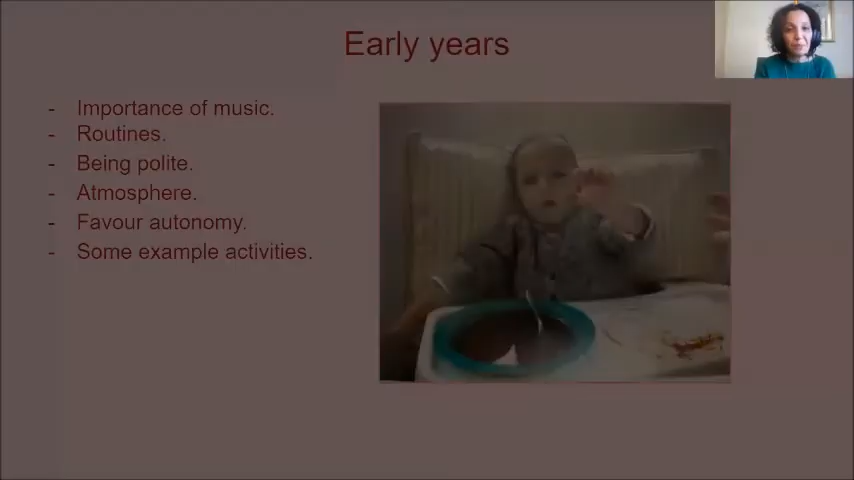 Early years
- Importance of music.
- Routines.
- Being polite.
- Atmosphere.
- Favour autonomy.
- Some example activities.